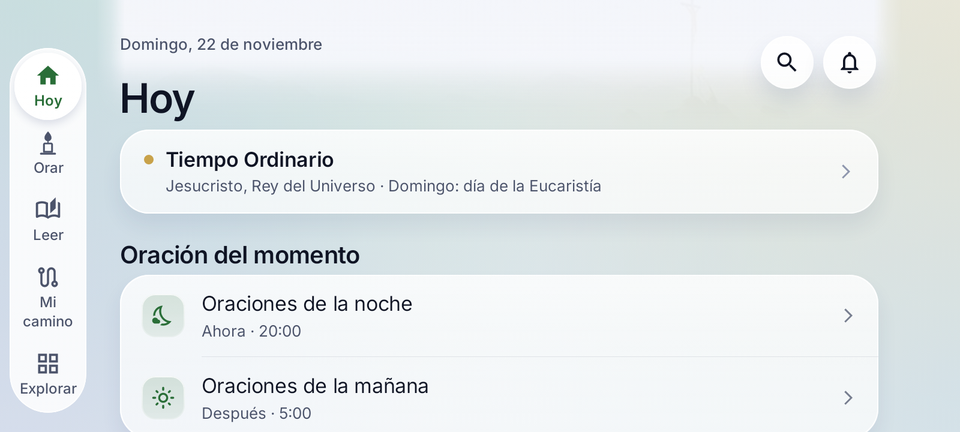 Domingo, 22 de noviembre
Hoy
Tiempo Ordinario
Jesucristo, Rey del Universo · Domingo: día de la Eucaristía
Oración del momento
Oraciones de la noche
Ahora · 20:00
Oraciones de la mañana
Después · 5:00
Hoy
Orar
Leer
Mi
camino
Explorar